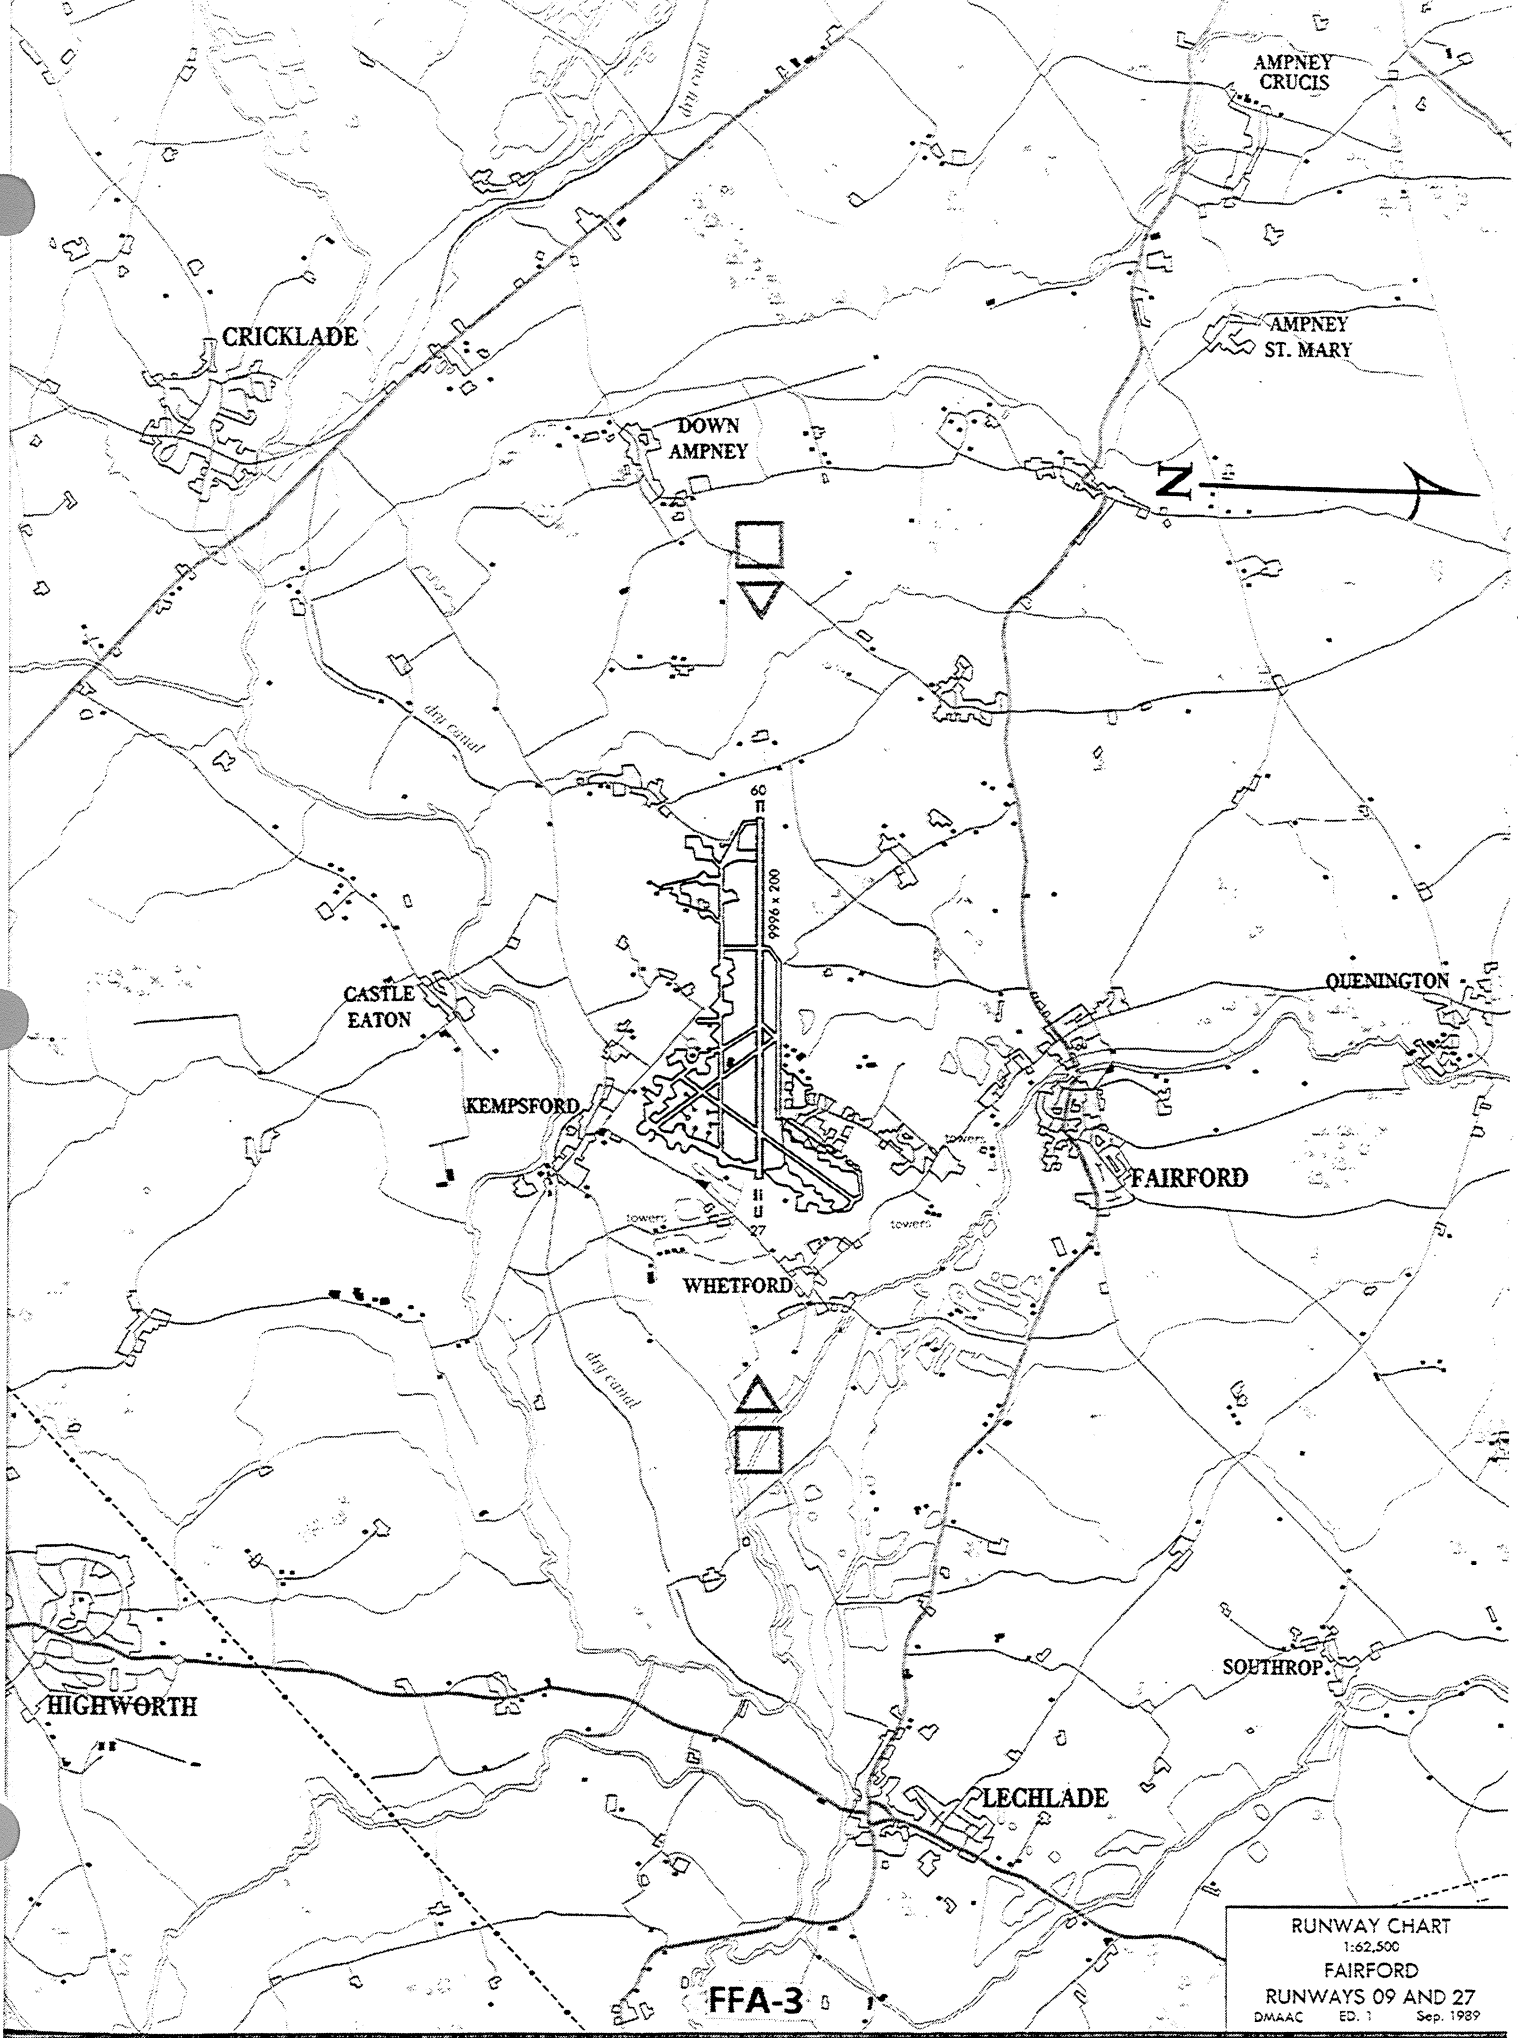 dry canal
AMPNEY
CRUCIS
CRICKLADE
AMPNEY
ST. MARY
DOWN
AMPNEY
N
dry canal
60
9996 x 200
CASTLE
EATON
QUENINGTON
KEMPSFORD
towers
FAIRFORD
towers
towers
27
WHETFORD
dry canal
SOUTHROP
HIGHWORTH
LECHLADE
RUNWAY CHART
1:62,500
FAIRFORD
RUNWAYS 09 AND 27
DMAAC ED. 1 Sep. 1989
FFA-3